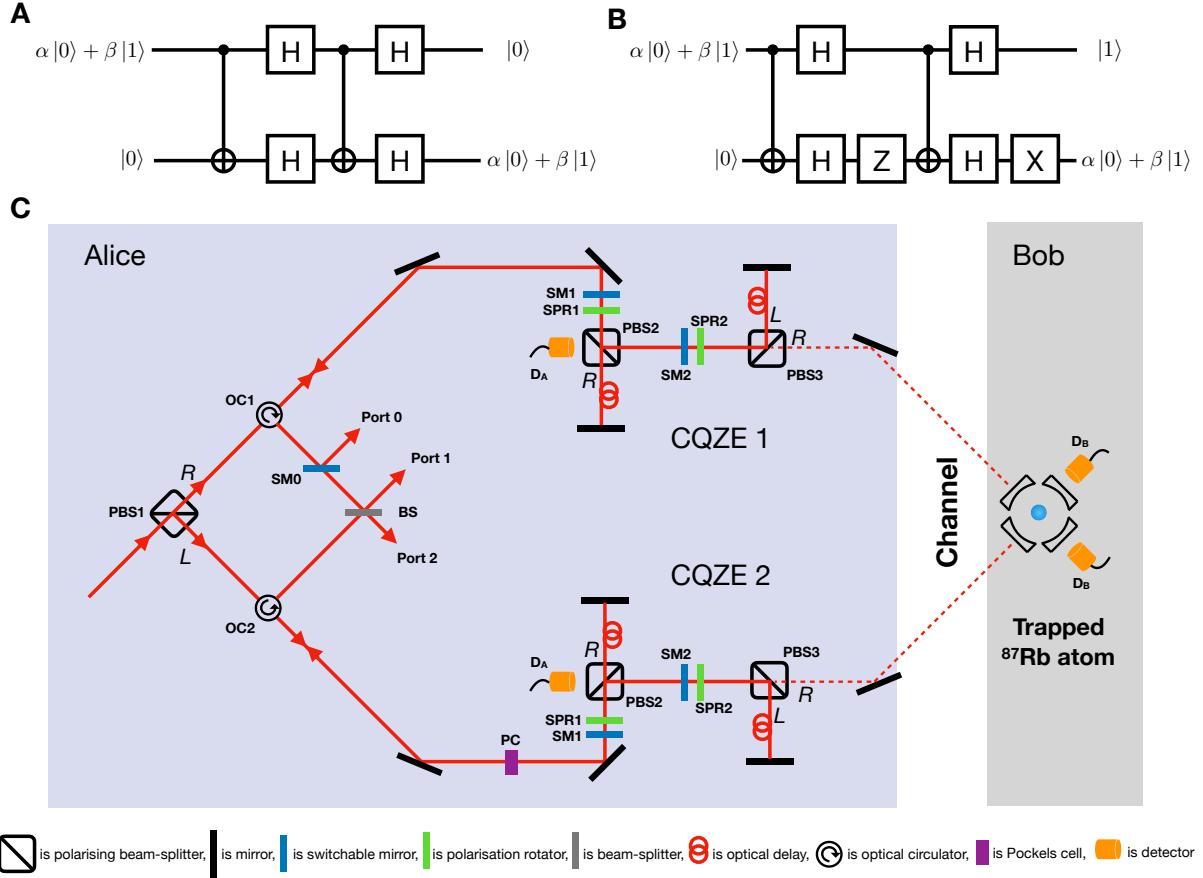 A
α|0⟩ + β|1⟩
H
H
|0⟩
|0⟩
H
H
α|0⟩ + β|1⟩
B
α|0⟩ + β|1⟩
H
H
|1⟩
|0⟩
H
Z
H
X
α|0⟩ + β|1⟩
C
Alice
Bob
SM1
SPR1
PBS2
SPR2
L
R
DA
R
SM2
PBS3
OC1
CQZE 1
Port 0
R
SM0
Port 1
PBS1
BS
L
Port 2
Channel
DB
DB
OC2
CQZE 2
Trapped
87Rb atom
R
SM2
PBS3
DA
PBS2
SPR2
R
L
SPR1
PC
SM1
is polarising beam-splitter, is mirror, is switchable mirror, is polarisation rotator, is beam-splitter, is optical delay, is optical circulator, is Pockels cell, is detector